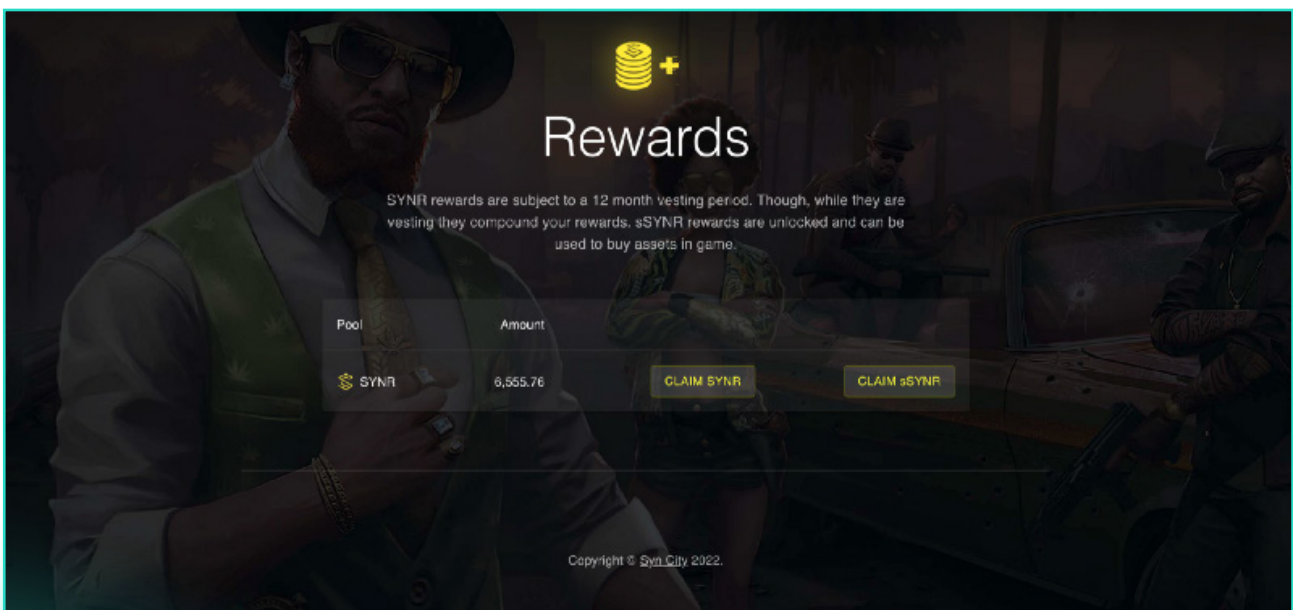 Rewards
SYNR rewards are subject to a 12 month vesting period. Though, while they are
vesting they compound your rewards. sSYNR rewards are unlocked and can be
used to buy assets in game.
Pool Amount
SYNR 6,555.76 CLAIM SYNR CLAIM sSYNR
Copyright © Syn City 2022.